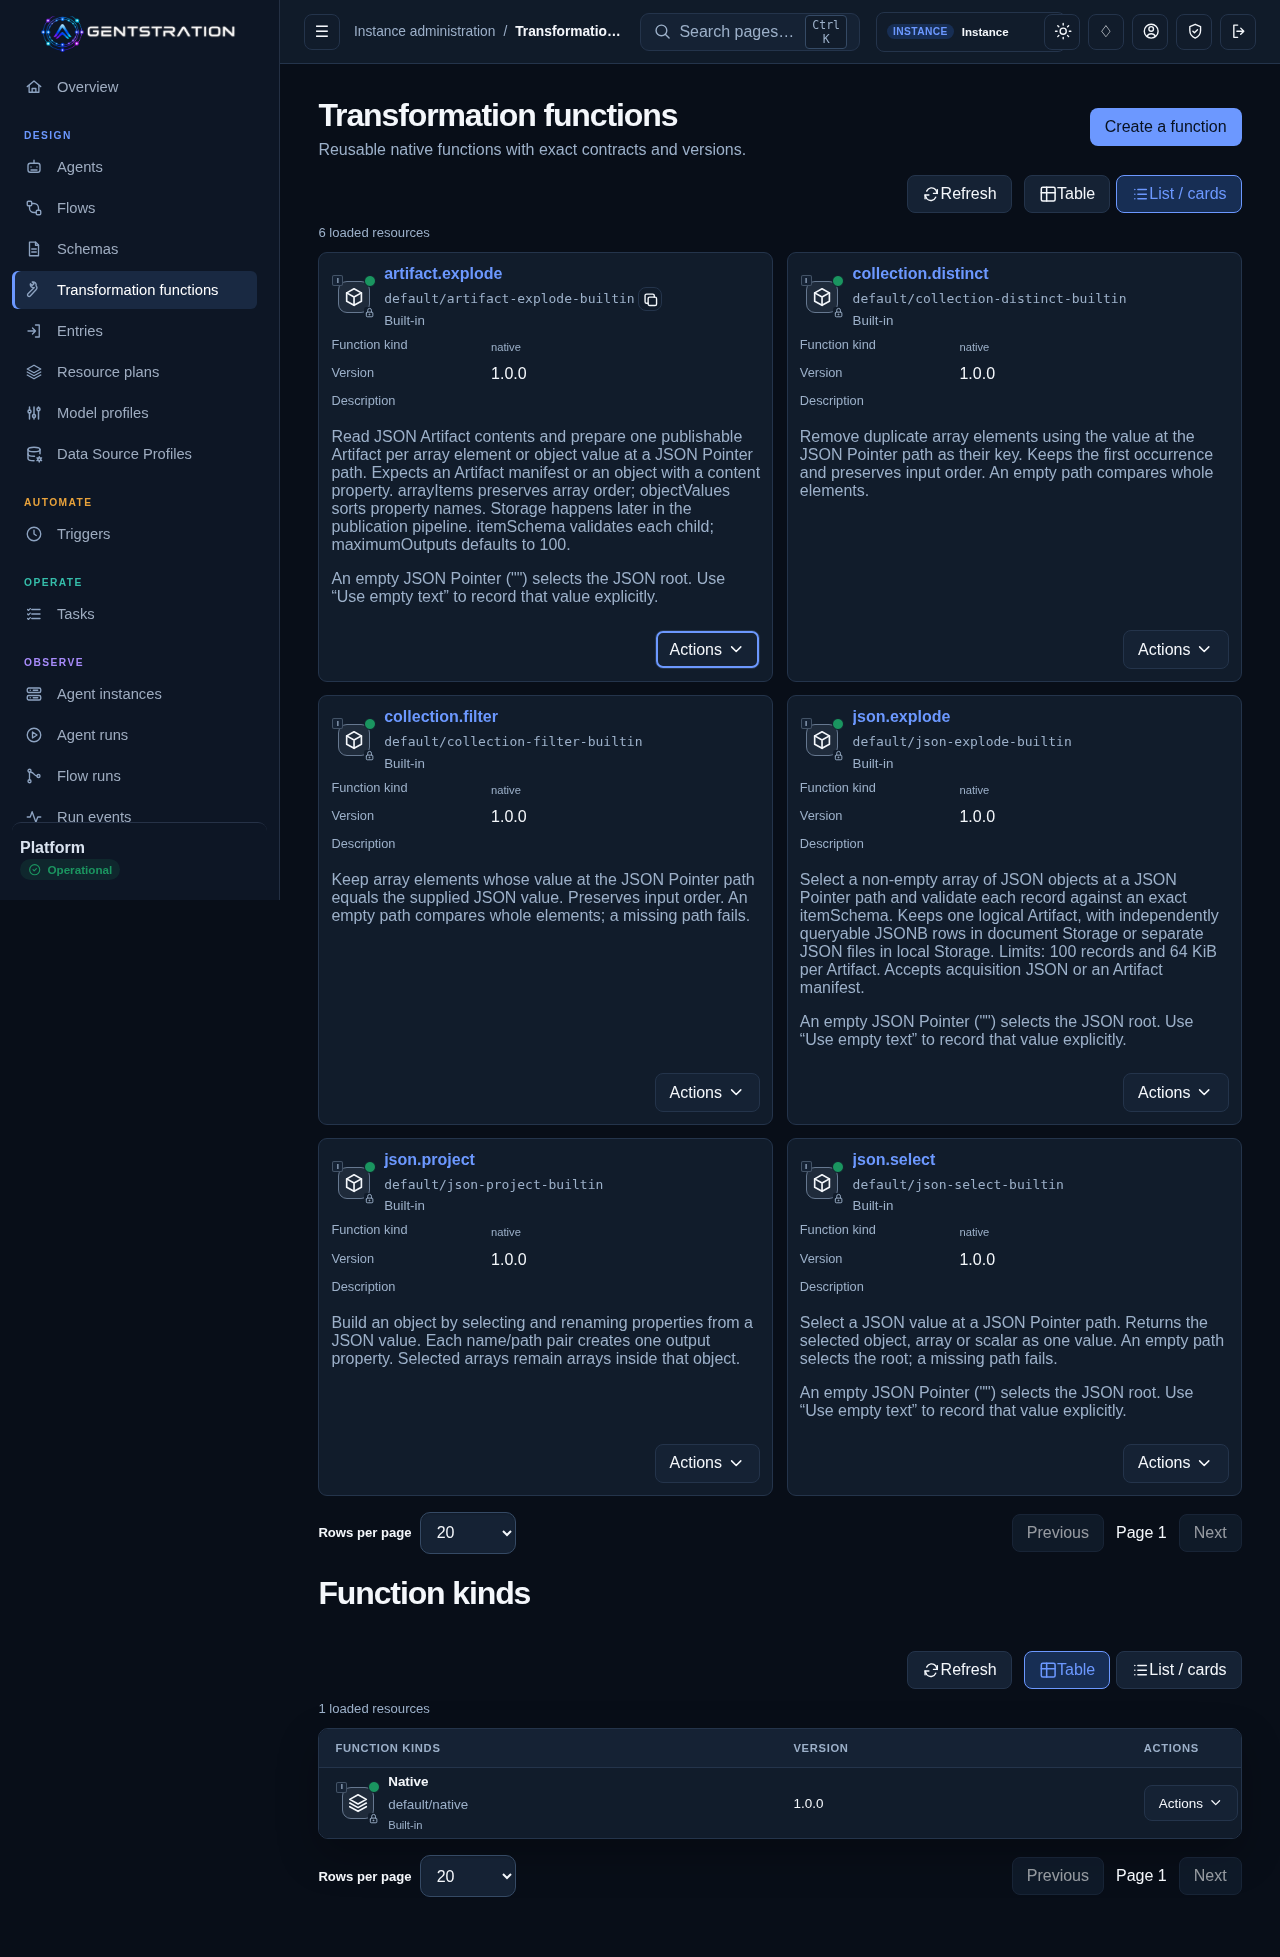 GENTSTRATION
Instance administration / Transformatio...
Search pages...
Ctrl
K
INSTANCE Instance
Overview
DESIGN
Agents
Flows
Schemas
Transformation functions
Entries
Resource plans
Model profiles
Data Source Profiles
AUTOMATE
Triggers
OPERATE
Tasks
OBSERVE
Agent instances
Agent runs
Flow runs
Run events
Platform
Operational
Transformation functions
Reusable native functions with exact contracts and versions.
Create a function
Refresh
Table
List / cards
6 loaded resources
artifact.explode
default/artifact-explode-builtin
Built-in
Function kind native
Version 1.0.0
Description
Read JSON Artifact contents and prepare one publishable
Artifact per array element or object value at a JSON Pointer
path. Expects an Artifact manifest or an object with a content
property. arrayItems preserves array order; objectValues
sorts property names. Storage happens later in the
publication pipeline. itemSchema validates each child;
maximumOutputs defaults to 100.
An empty JSON Pointer ("") selects the JSON root. Use
“Use empty text” to record that value explicitly.
Actions
collection.distinct
default/collection-distinct-builtin
Built-in
Function kind native
Version 1.0.0
Description
Remove duplicate array elements using the value at the
JSON Pointer path as their key. Keeps the first occurrence
and preserves input order. An empty path compares whole
elements.
Actions
collection.filter
default/collection-filter-builtin
Built-in
Function kind native
Version 1.0.0
Description
Keep array elements whose value at the JSON Pointer path
equals the supplied JSON value. Preserves input order. An
empty path compares whole elements; a missing path fails.
Actions
json.explode
default/json-explode-builtin
Built-in
Function kind native
Version 1.0.0
Description
Select a non-empty array of JSON objects at a JSON
Pointer path and validate each record against an exact
itemSchema. Keeps one logical Artifact, with independently
queryable JSONB rows in document Storage or separate
JSON files in local Storage. Limits: 100 records and 64 KiB
per Artifact. Accepts acquisition JSON or an Artifact
manifest.
An empty JSON Pointer ("") selects the JSON root. Use
“Use empty text” to record that value explicitly.
Actions
json.project
default/json-project-builtin
Built-in
Function kind native
Version 1.0.0
Description
Build an object by selecting and renaming properties from a
JSON value. Each name/path pair creates one output
property. Selected arrays remain arrays inside that object.
Actions
json.select
default/json-select-builtin
Built-in
Function kind native
Version 1.0.0
Description
Select a JSON value at a JSON Pointer path. Returns the
selected object, array or scalar as one value. An empty path
selects the root; a missing path fails.
An empty JSON Pointer ("") selects the JSON root. Use
“Use empty text” to record that value explicitly.
Actions
Rows per page 20
Previous Page 1 Next
Function kinds
Refresh
Table
List / cards
1 loaded resources
FUNCTION KINDS VERSION ACTIONS
Native
default/native
Built-in
1.0.0
Actions
Rows per page 20
Previous Page 1 Next